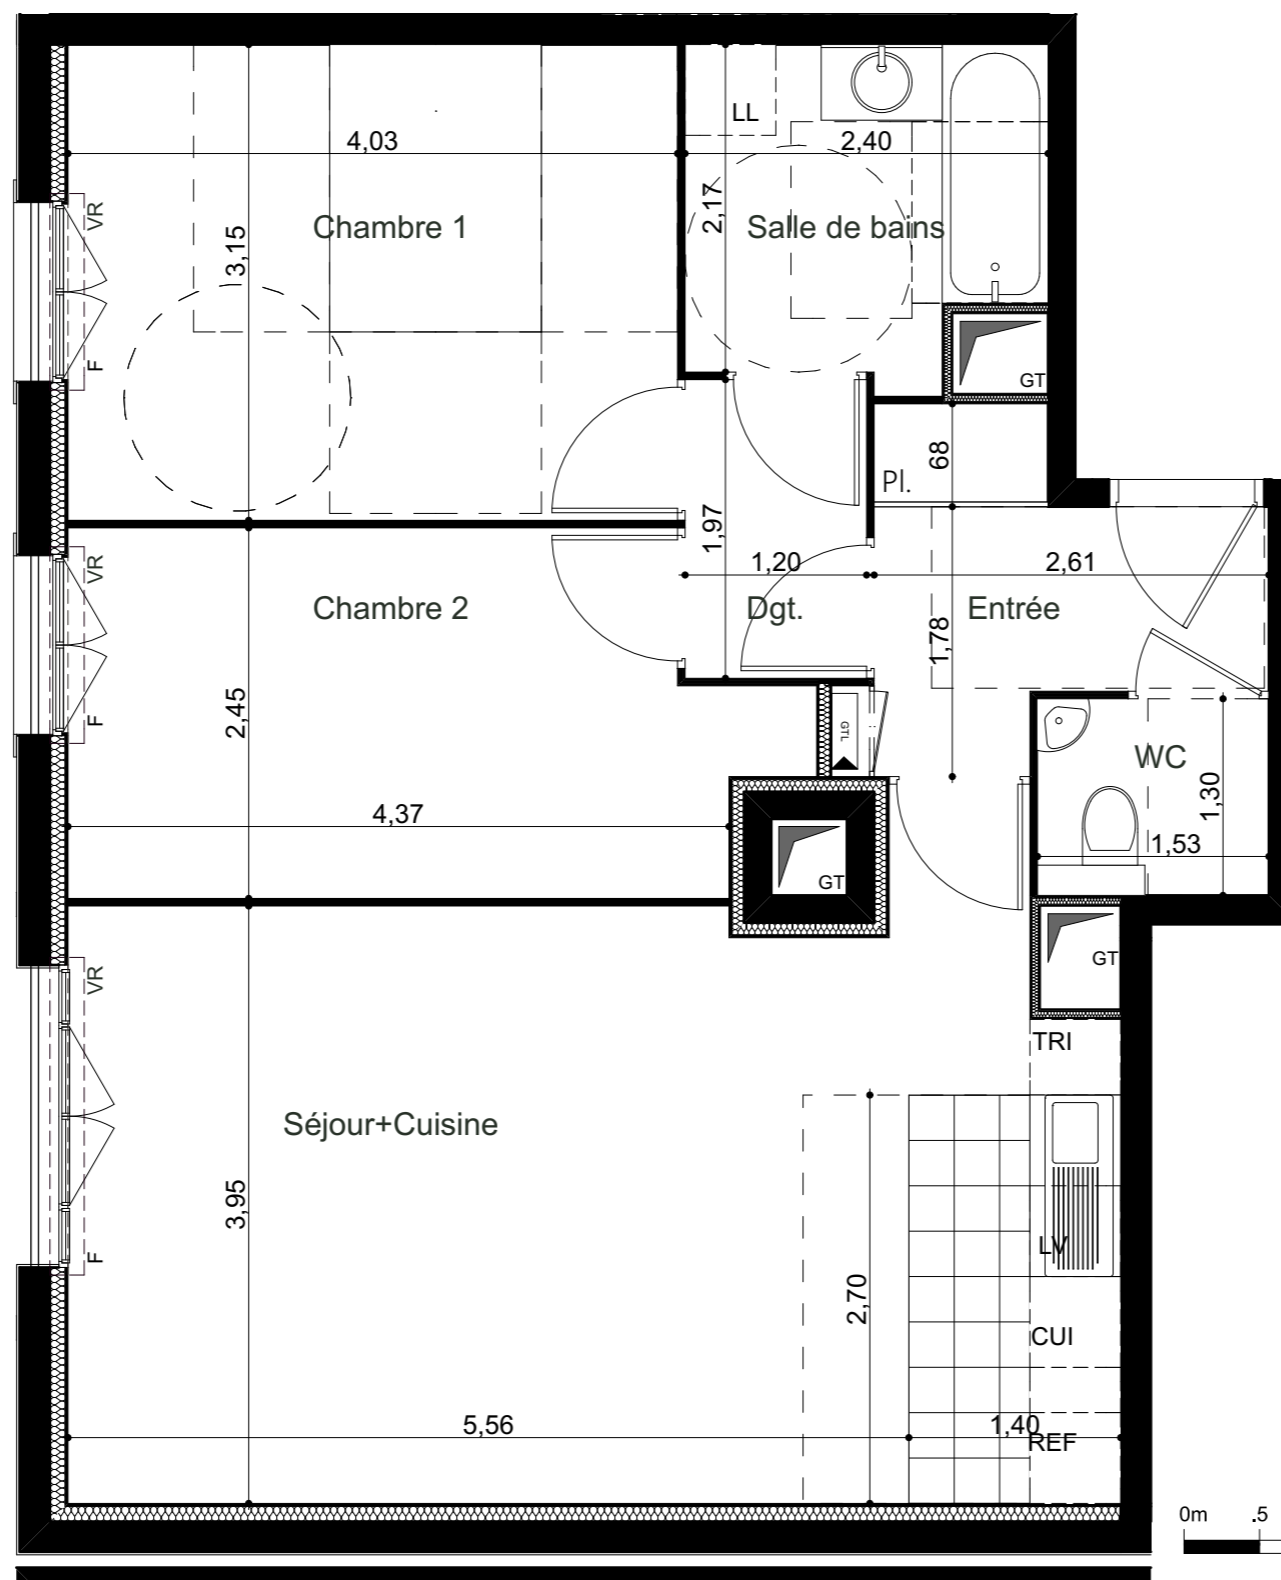 LL
4,03
2,40
VR
2,17
Chambre 1
Salle de bains
3,15
F
GT
68
Pl.
1,97
VR
1,20
2,61
Chambre 2
Dgt.
Entrée
1,78
2,45
F
GTL
WC
1,30
4,37
1,53
GT
GT
VR
TRI
Séjour+Cuisine
3,95
F
LV
2,70
CUI
5,56
1,40
REF
0m .5